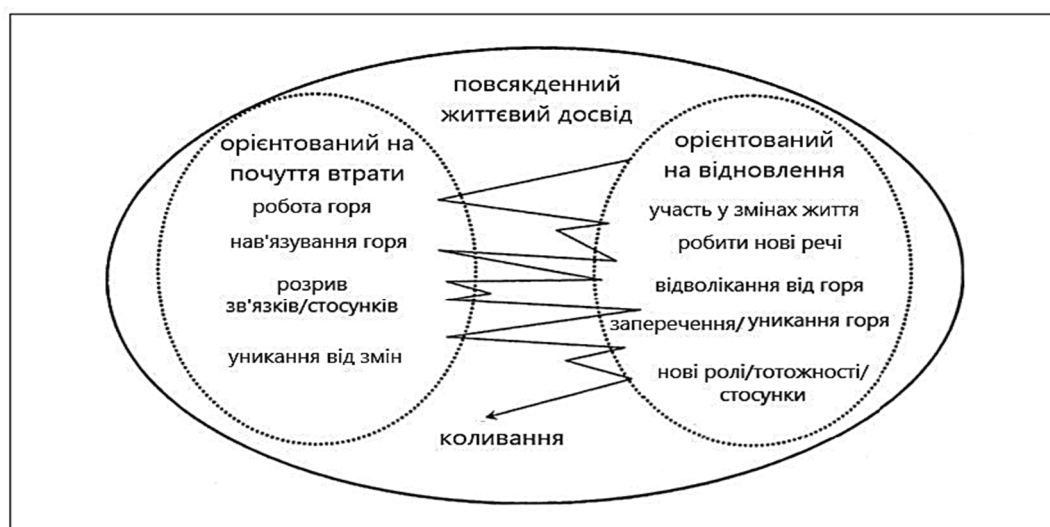 повсякденний
життєвий досвід
орієнтований на
почуття втрати
робота горя
нав'язування горя
розрив
зв'язків/стосунків
уникання від змін
орієнтований
на відновлення
участь у змінах життя
робити нові речі
відволікання від горя
заперечення/уникання горя
нові ролі/тотожності/
стосунки
коливання